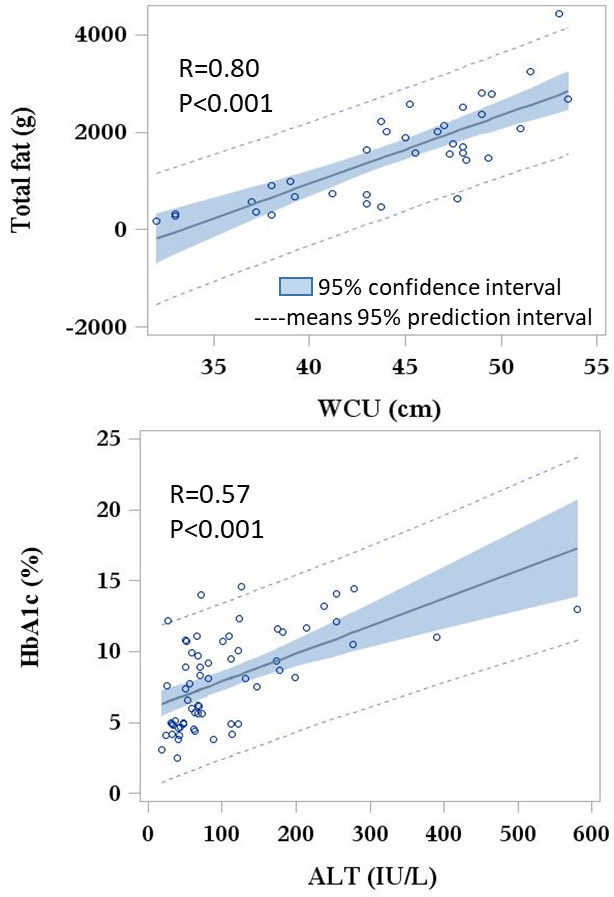 4000
2000
0
-2000
Total fat (g)
R=0.80
P<0.001
95% confidence interval
----means 95% prediction interval
35 40 45 50 55
WCU (cm)
25
20
15
10
5
0
HbA1c (%)
R=0.57
P<0.001
0 100 200 300 400 500 600
ALT (IU/L)